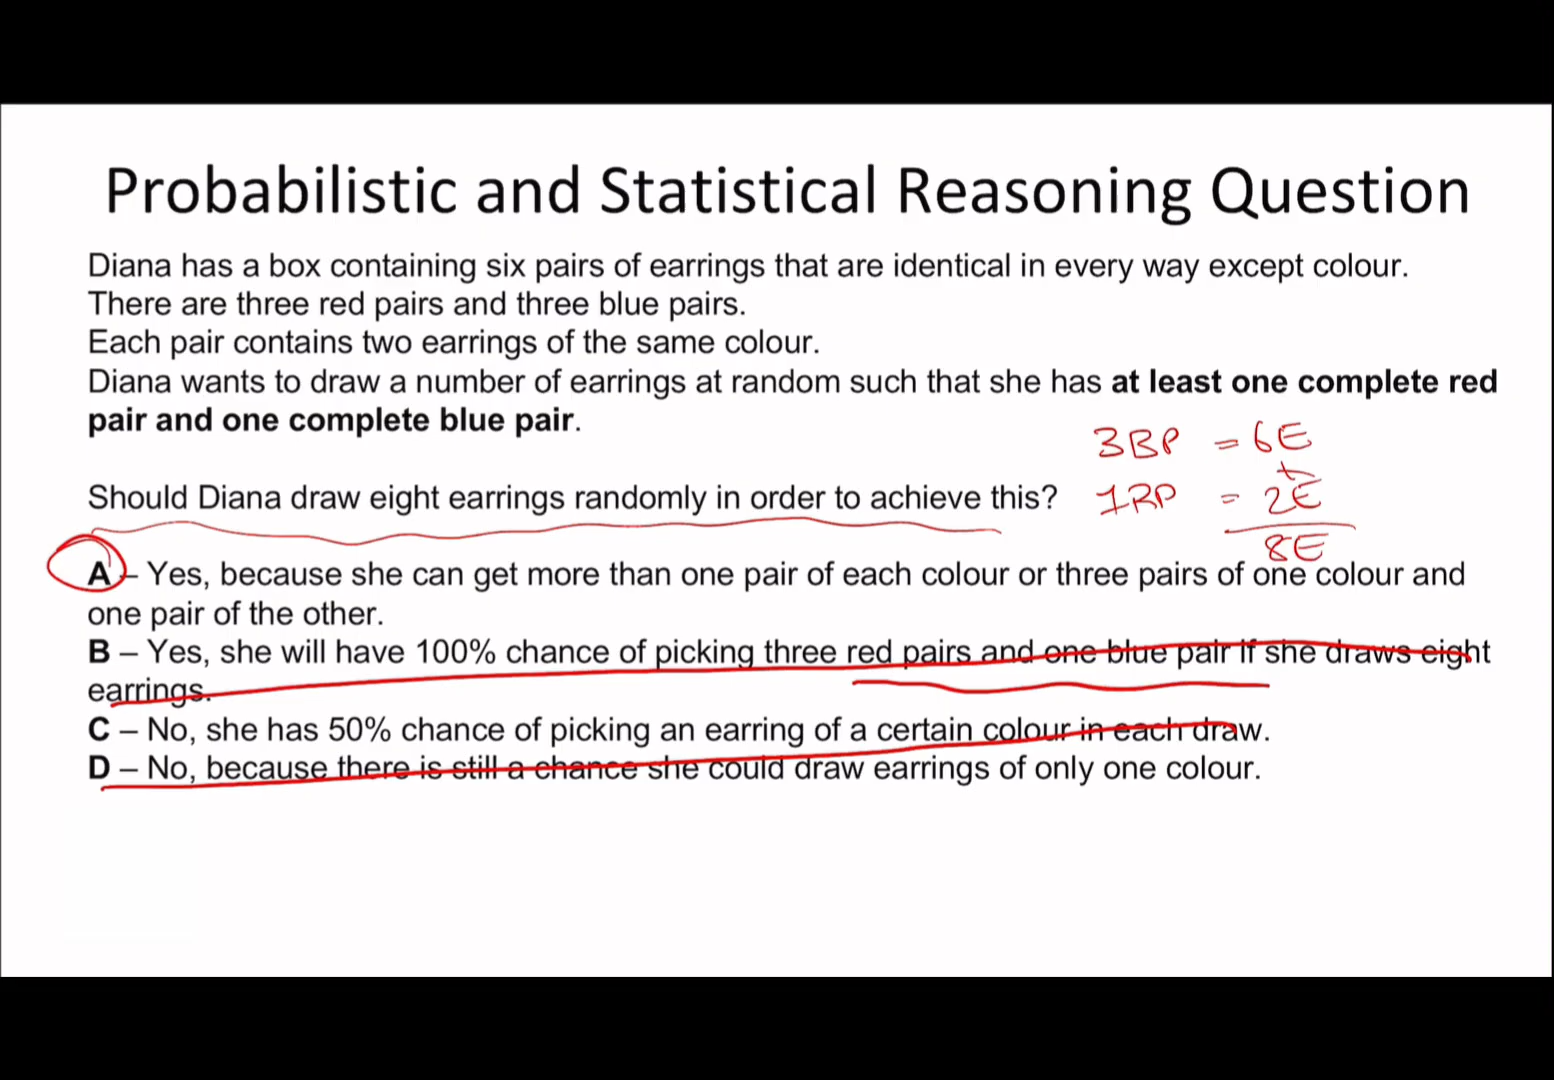 Probabilistic and Statistical Reasoning Question
Diana has a box containing six pairs of earrings that are identical in every way except colour.
There are three red pairs and three blue pairs.
Each pair contains two earrings of the same colour.
Diana wants to draw a number of earrings at random such that she has at least one complete red
pair and one complete blue pair.
3BP = 6E
+
Should Diana draw eight earrings randomly in order to achieve this?
1RP = 2E
8E
A – Yes, because she can get more than one pair of each colour or three pairs of one colour and
one pair of the other.
B – Yes, she will have 100% chance of picking three red pairs and one blue pair if she draws eight
earrings.
C – No, she has 50% chance of picking an earring of a certain colour in each draw.
D – No, because there is still a chance she could draw earrings of only one colour.